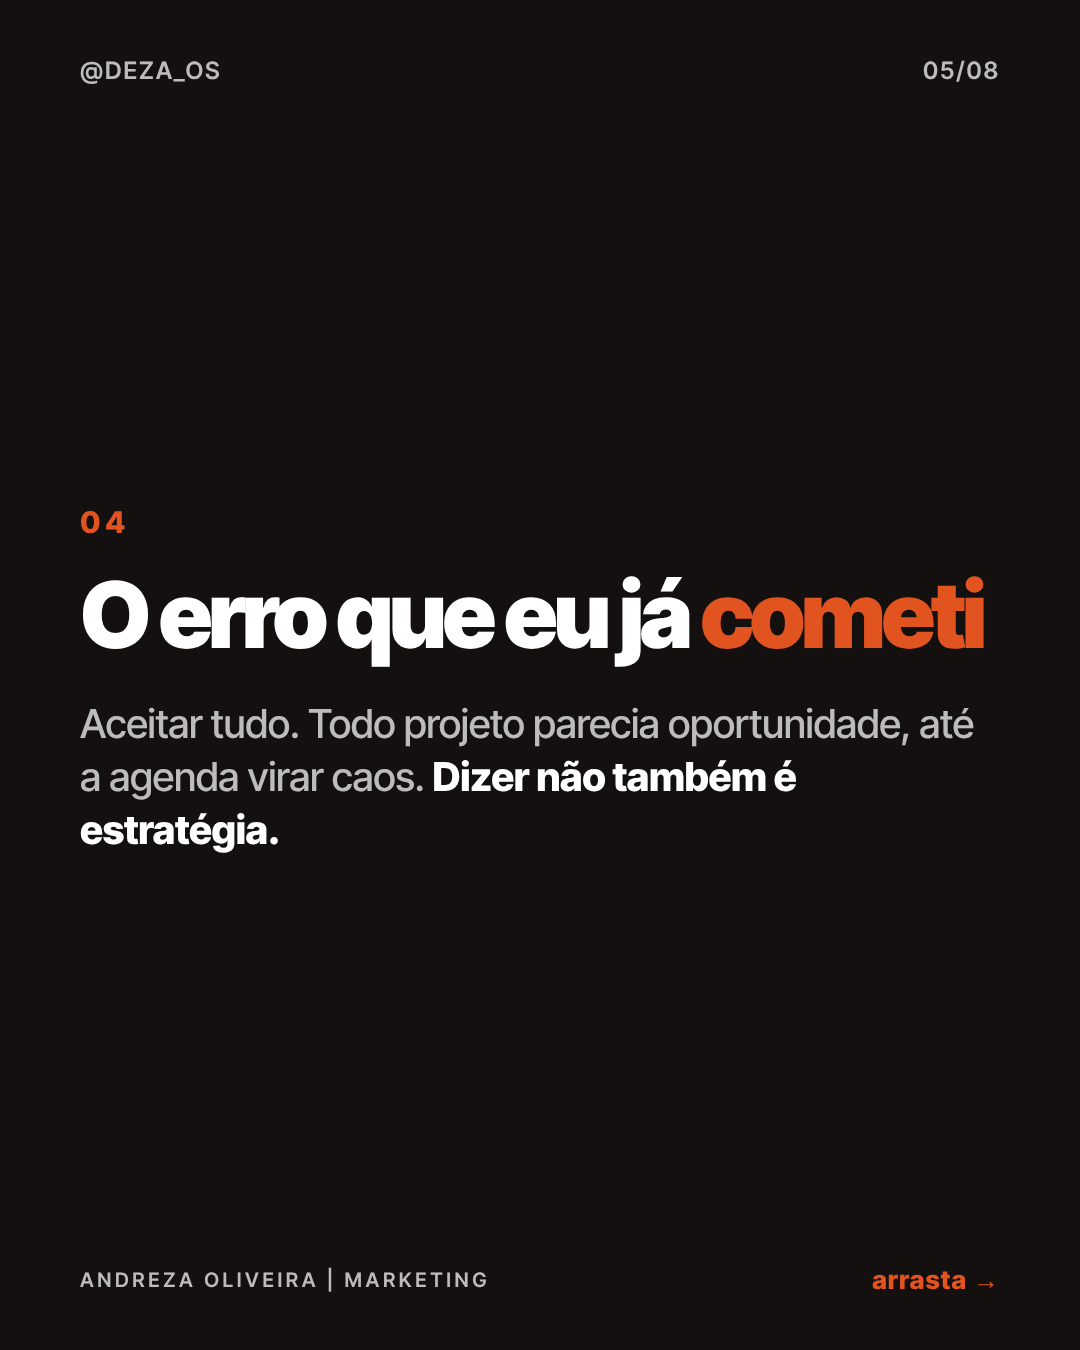 @DEZA_OS
05/08
04
O erro que eu já cometi
Aceitar tudo. Todo projeto parecia oportunidade, até
a agenda virar caos. Dizer não também é
estratégia.
ANDREZA OLIVEIRA | MARKETING
arrasta →